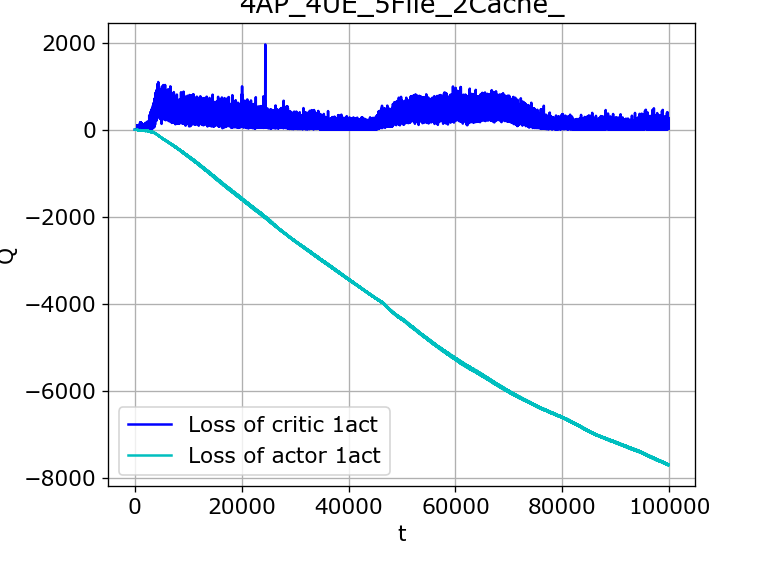 4AP_4UE_5File_2Cache_
2000
0
−2000
−4000
−6000
−8000
Q
Loss of critic 1act
Loss of actor 1act
0
20000
40000
60000
80000
100000
t